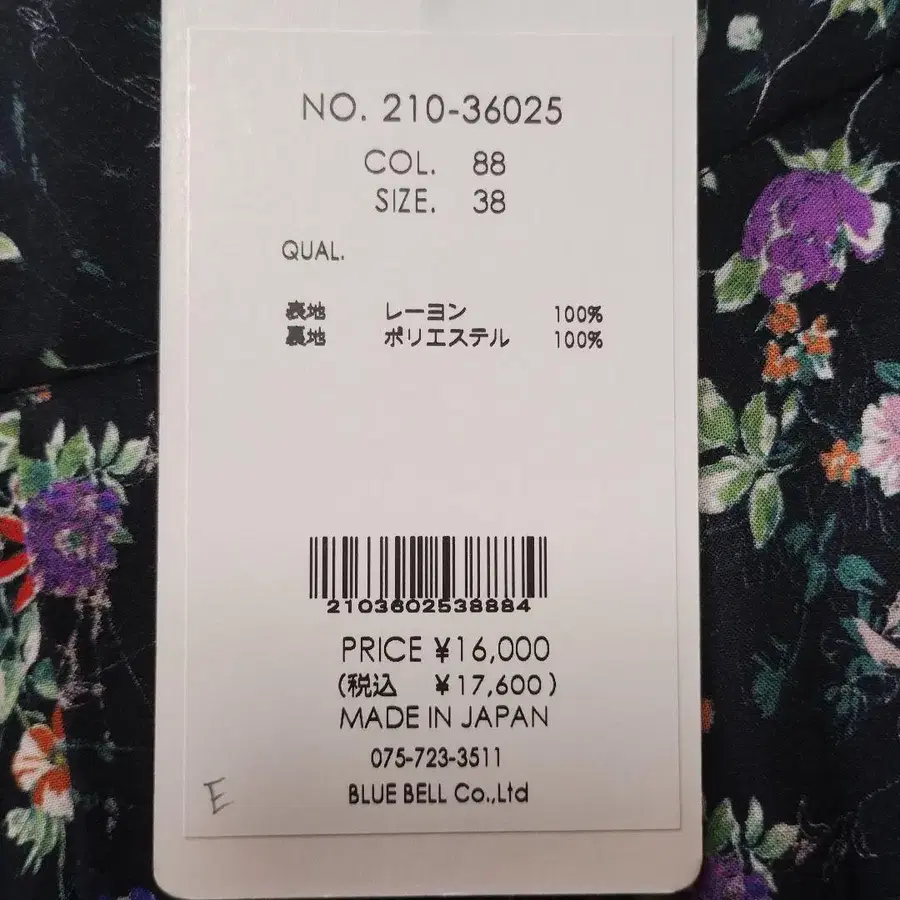 NO. 210-36025
COL. 88
SIZE. 38
QUAL.
表地 レーヨン 100%
裏地 ポリエステル 100%
2103602538884
PRICE ¥16,000
(税込 ¥17,600)
MADE IN JAPAN
075-723-3511
E BLUE BELL Co.,Ltd